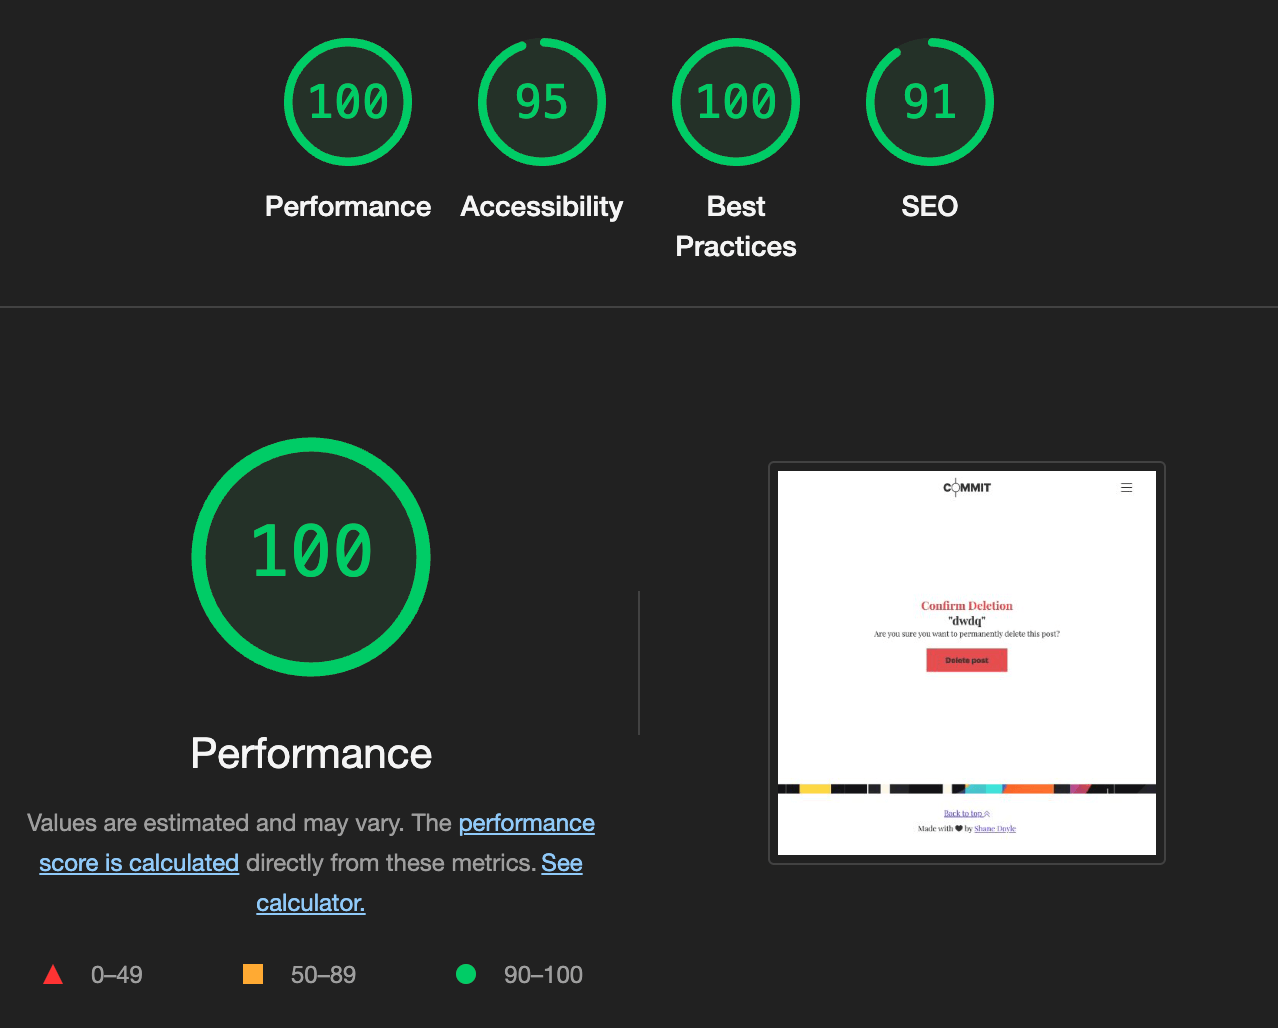 100
95
100
91
Performance
Accessibility
Best
Practices
SEO
100
Performance
Values are estimated and may vary. The performance
score is calculated directly from these metrics. See
calculator.
0–49
50–89
90–100
COMMIT
Confirm Deletion
"dwdq"
Are you sure you want to permanently delete this post?
Delete post
Back to top
Made with ❤ by Shane Doyle